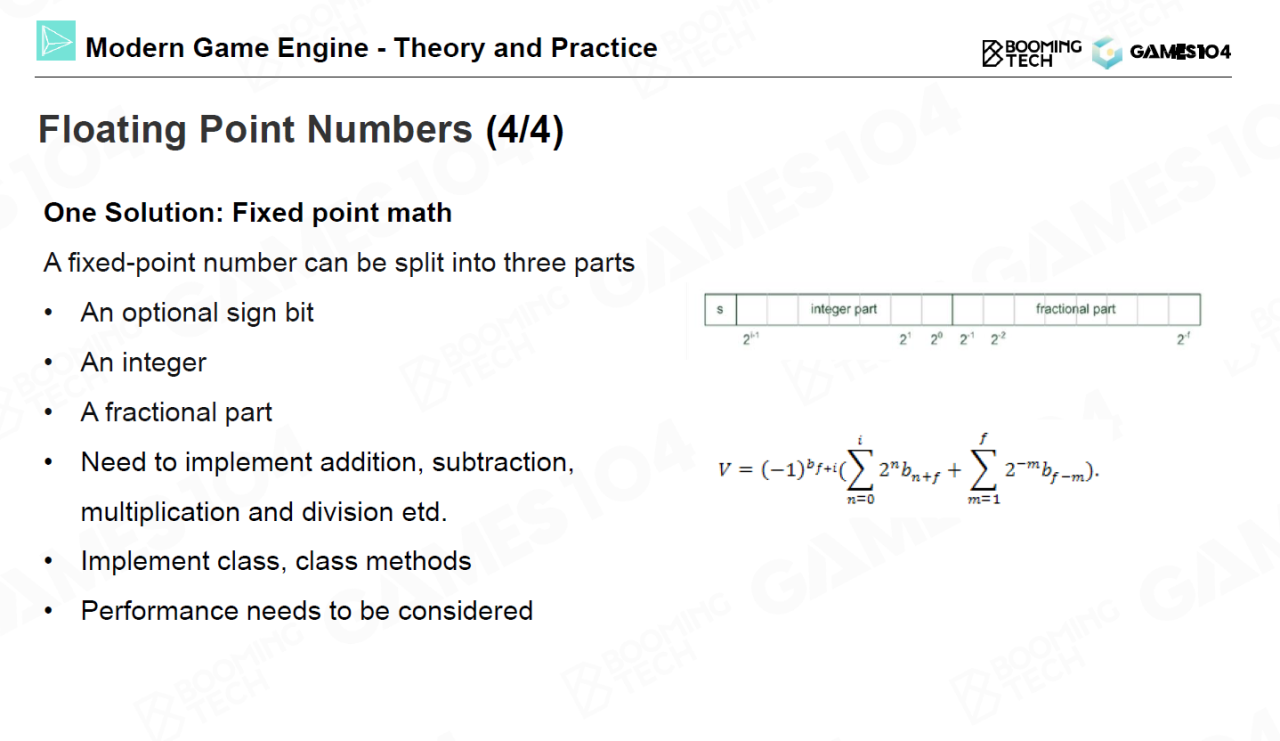 Modern Game Engine - Theory and Practice
BOOMING TECH
GAMES104
Floating Point Numbers (4/4)
One Solution: Fixed point math
A fixed-point number can be split into three parts
• An optional sign bit
• An integer
• A fractional part
• Need to implement addition, subtraction,
multiplication and division etd.
• Implement class, class methods
• Performance needs to be considered
s integer part fractional part
2^{i-1} 2^1 2^0 2^{-1} 2^{-2} 2^{-f}
V = (−1)^{b_{f+i}}(∑_{n=0}^{i} 2^n b_{n+f} + ∑_{m=1}^{f} 2^{−m} b_{f−m}).